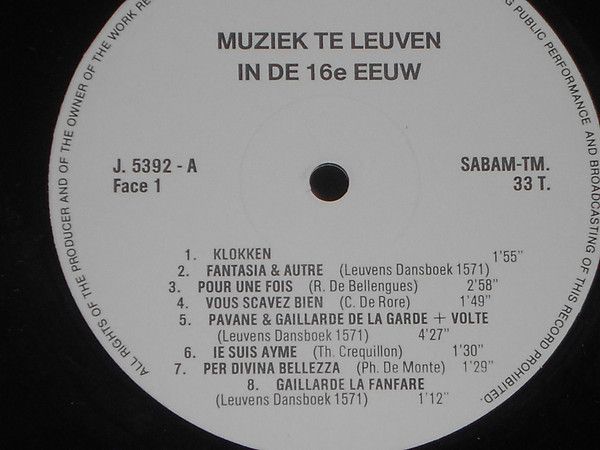 MUZIEK TE LEUVEN
IN DE 16e EEUW
J. 5392 - A
Face 1
SABAM-TM.
33 T.
1. KLOKKEN 1'55"
2. FANTASIA & AUTRE (Leuvens Dansboek 1571)
3. POUR UNE FOIS (R. De Bellengues) 2'58"
4. VOUS SCAVEZ BIEN (C. De Rore) 1'49"
5. PAVANE & GAILLARDE DE LA GARDE + VOLTE
(Leuvens Dansboek 1571) 4'27"
6. IE SUIS AYME (Th. Crequillon) 1'30"
7. PER DIVINA BELLEZZA (Ph. De Monte) 1'29"
8. GAILLARDE LA FANFARE
(Leuvens Dansboek 1571) 1'12"
ALL RIGHTS OF THE PRODUCER AND OF THE OWNER OF THE WORK RE
G PUBLIC PERFORMANCE AND BROADCASTING OF THIS RECORD PROHIBITED.